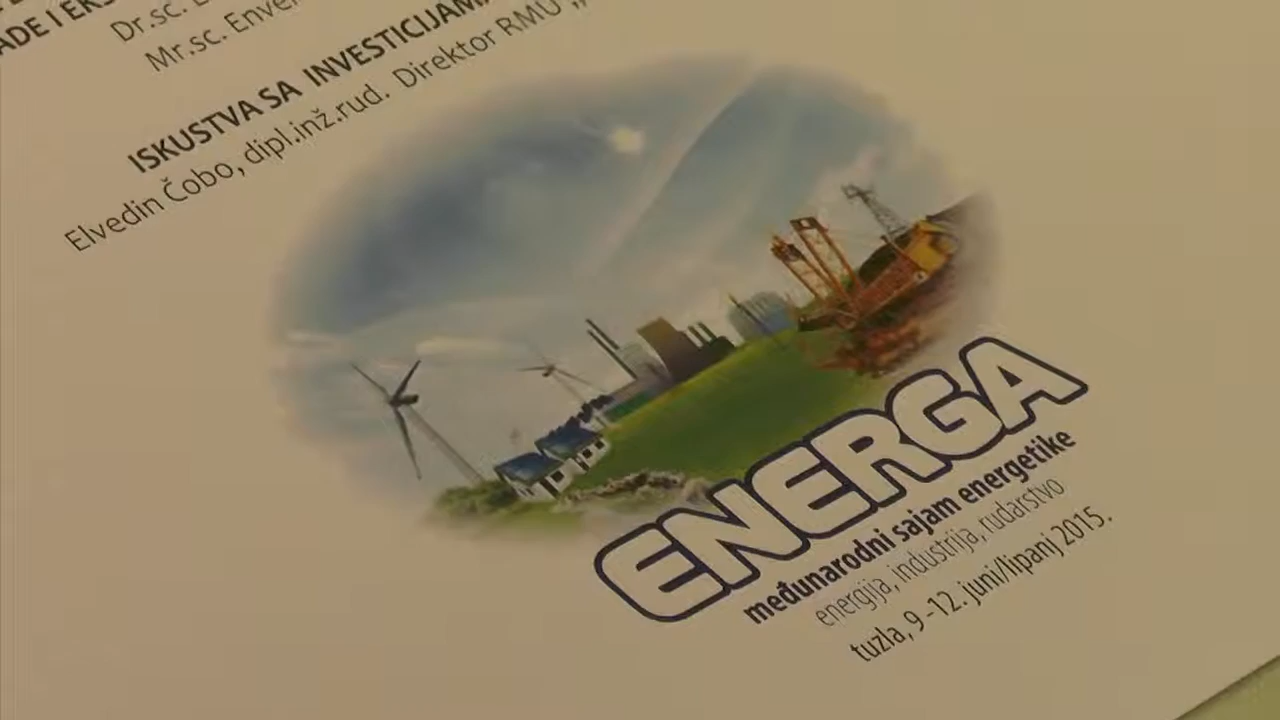 ADE I
Dr.sc.
Mr.sc. Enver
ISKUSTVA SA INVESTICIJAMA
Elvedin Čobo, dipl.inž.rud. Direktor RMU „
ENERGA
međunarodni sajam energetike
energija, industrija, rudarstvo
tuzla, 9 -12. juni/lipanj 2015.